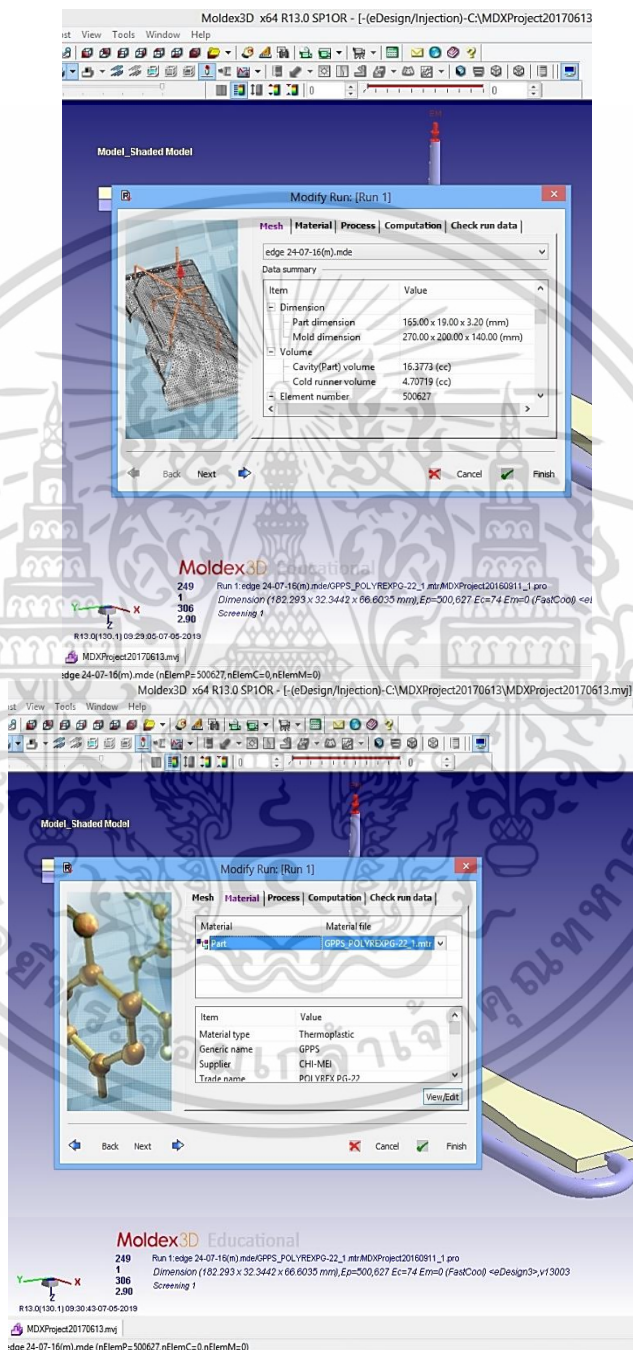 Moldex3D x64 R13.0 SP1OR - [-(eDesign/Injection)-C:\MDXProject20170613
ast View Tools Window Help
0 0
Model_Shaded Model
Modify Run: [Run 1]
Mesh Material Process Computation Check run data
edge 24-07-16(m).mde
Data summary
Item Value
Dimension
Part dimension 165.00 x 19.00 x 3.20 (mm)
Mold dimension 270.00 x 200.00 x 140.00 (mm)
Volume
Cavity(Part) volume 16.3773 (cc)
Cold runner volume 4.70719 (cc)
Element number 500627
Back Next Cancel Finish
Moldex3D Educational
249 Run 1:edge 24-07-16(m).mde/GPPS_POLYREXPG-22_1.mtr/MDXProject20160911_1.pro
1 Dimension (182.293 x 32.3442 x 66.6035 mm),Ep=500,627 Ec=74 Em=0 (FastCool) <eD
306 Screening 1
2.90
Y X
Z
R13.0(130.1) 09:29:05-07-05-2019
MDXProject20170613.mvj
edge 24-07-16(m).mde (nElemP=500627,nElemC=0,nElemM=0)
Moldex3D x64 R13.0 SP1OR - [-(eDesign/Injection)-C:\MDXProject20170613\MDXProject20170613.mvj]
ast View Tools Window Help
0 0
Model_Shaded Model
Modify Run: [Run 1]
Mesh Material Process Computation Check run data
Material Material file
Part GPPS_POLYREXPG-22_1.mtr
Item Value
Material type Thermoplastic
Generic name GPPS
Supplier CHI-MEI
Trade name POLYREX PG-22
View/Edit
Back Next Cancel Finish
Moldex3D Educational
249 Run 1:edge 24-07-16(m).mde/GPPS_POLYREXPG-22_1.mtr/MDXProject20160911_1.pro
1 Dimension (182.293 x 32.3442 x 66.6035 mm),Ep=500,627 Ec=74 Em=0 (FastCool) <eDesign3>,v13003
306 Screening 1
2.90
Y X
Z
R13.0(130.1) 09:30:43-07-05-2019
MDXProject20170613.mvj
edge 24-07-16(m).mde (nElemP=500627,nElemC=0,nElemM=0)